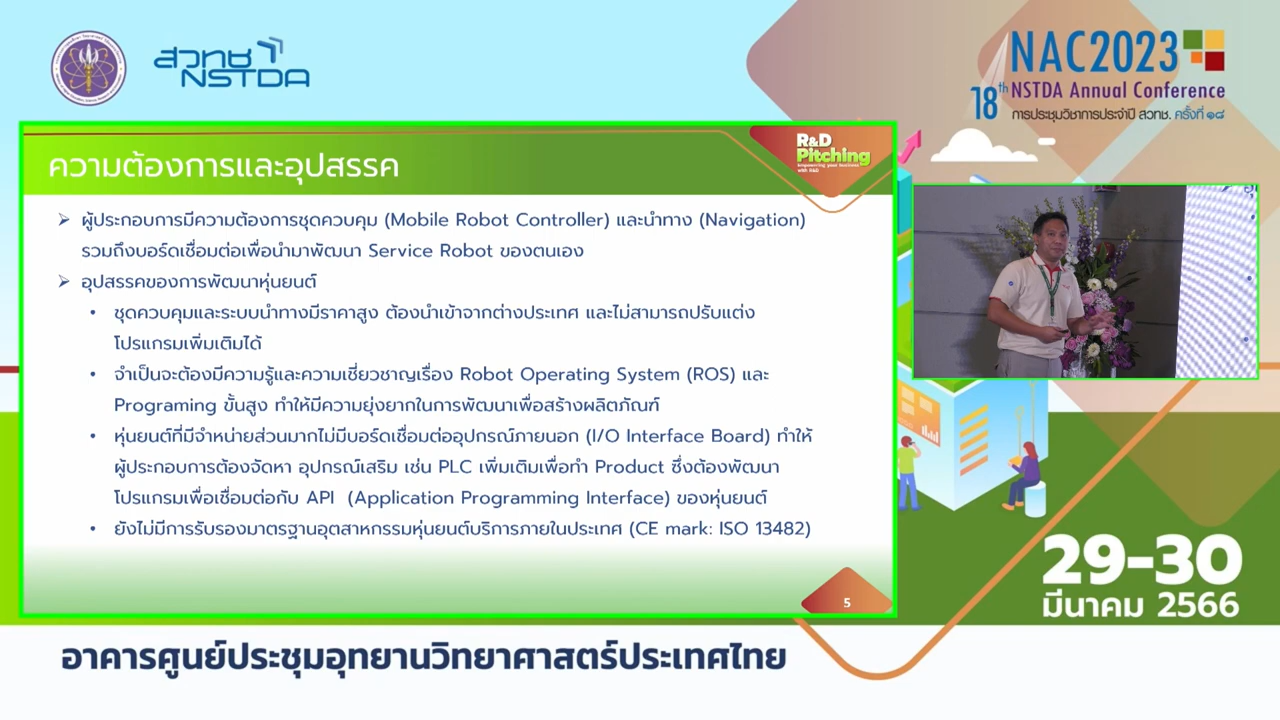 สวทช
NSTDA
NAC2023
18th NSTDA Annual Conference
การประชุมวิชาการประจำปี สวทช. ครั้งที่ ๑๘
R&D
Pitching
empowering your business
with R&D
ความต้องการและอุปสรรค
➢ ผู้ประกอบการมีความต้องการชุดควบคุม (Mobile Robot Controller) และนำทาง (Navigation)
รวมถึงบอร์ดเชื่อมต่อเพื่อนำมาพัฒนา Service Robot ของตนเอง
➢ อุปสรรคของการพัฒนาหุ่นยนต์
• ชุดควบคุมและระบบนำทางมีราคาสูง ต้องนำเข้าจากต่างประเทศ และไม่สามารถปรับแต่ง
โปรแกรมเพิ่มเติมได้
• จำเป็นจะต้องมีความรู้และความเชี่ยวชาญเรื่อง Robot Operating System (ROS) และ
Programing ขั้นสูง ทำให้มีความยุ่งยากในการพัฒนาเพื่อสร้างผลิตภัณฑ์
• หุ่นยนต์ที่มีจำหน่ายส่วนมากไม่มีบอร์ดเชื่อมต่ออุปกรณ์ภายนอก (I/O Interface Board) ทำให้
ผู้ประกอบการต้องจัดหา อุปกรณ์เสริม เช่น PLC เพิ่มเติมเพื่อทำ Product ซึ่งต้องพัฒนา
โปรแกรมเพื่อเชื่อมต่อกับ API (Application Programming Interface) ของหุ่นยนต์
• ยังไม่มีการรับรองมาตรฐานอุตสาหกรรมหุ่นยนต์บริการภายในประเทศ (CE mark: ISO 13482)
5
29-30
มีนาคม 2566
อาคารศูนย์ประชุมอุทยานวิทยาศาสตร์ประเทศไทย